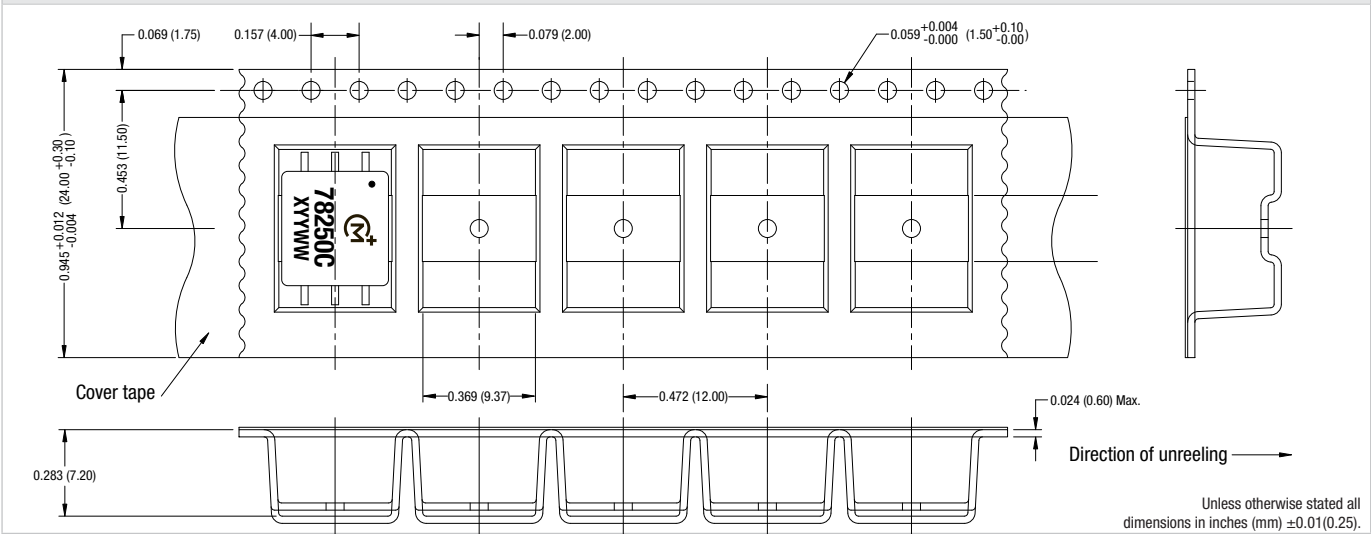 0.069 (1.75)
0.157 (4.00)
0.079 (2.00)
0.059 +0.004 -0.000 (1.50 +0.10 -0.00)
0.945 +0.012 -0.004 (24.00 +0.30 -0.10)
0.453 (11.50)
78250C
XYYWW
M
Cover tape
0.369 (9.37)
0.472 (12.00)
0.024 (0.60) Max.
0.283 (7.20)
Direction of unreeling
Unless otherwise stated all
dimensions in inches (mm) ±0.01(0.25).